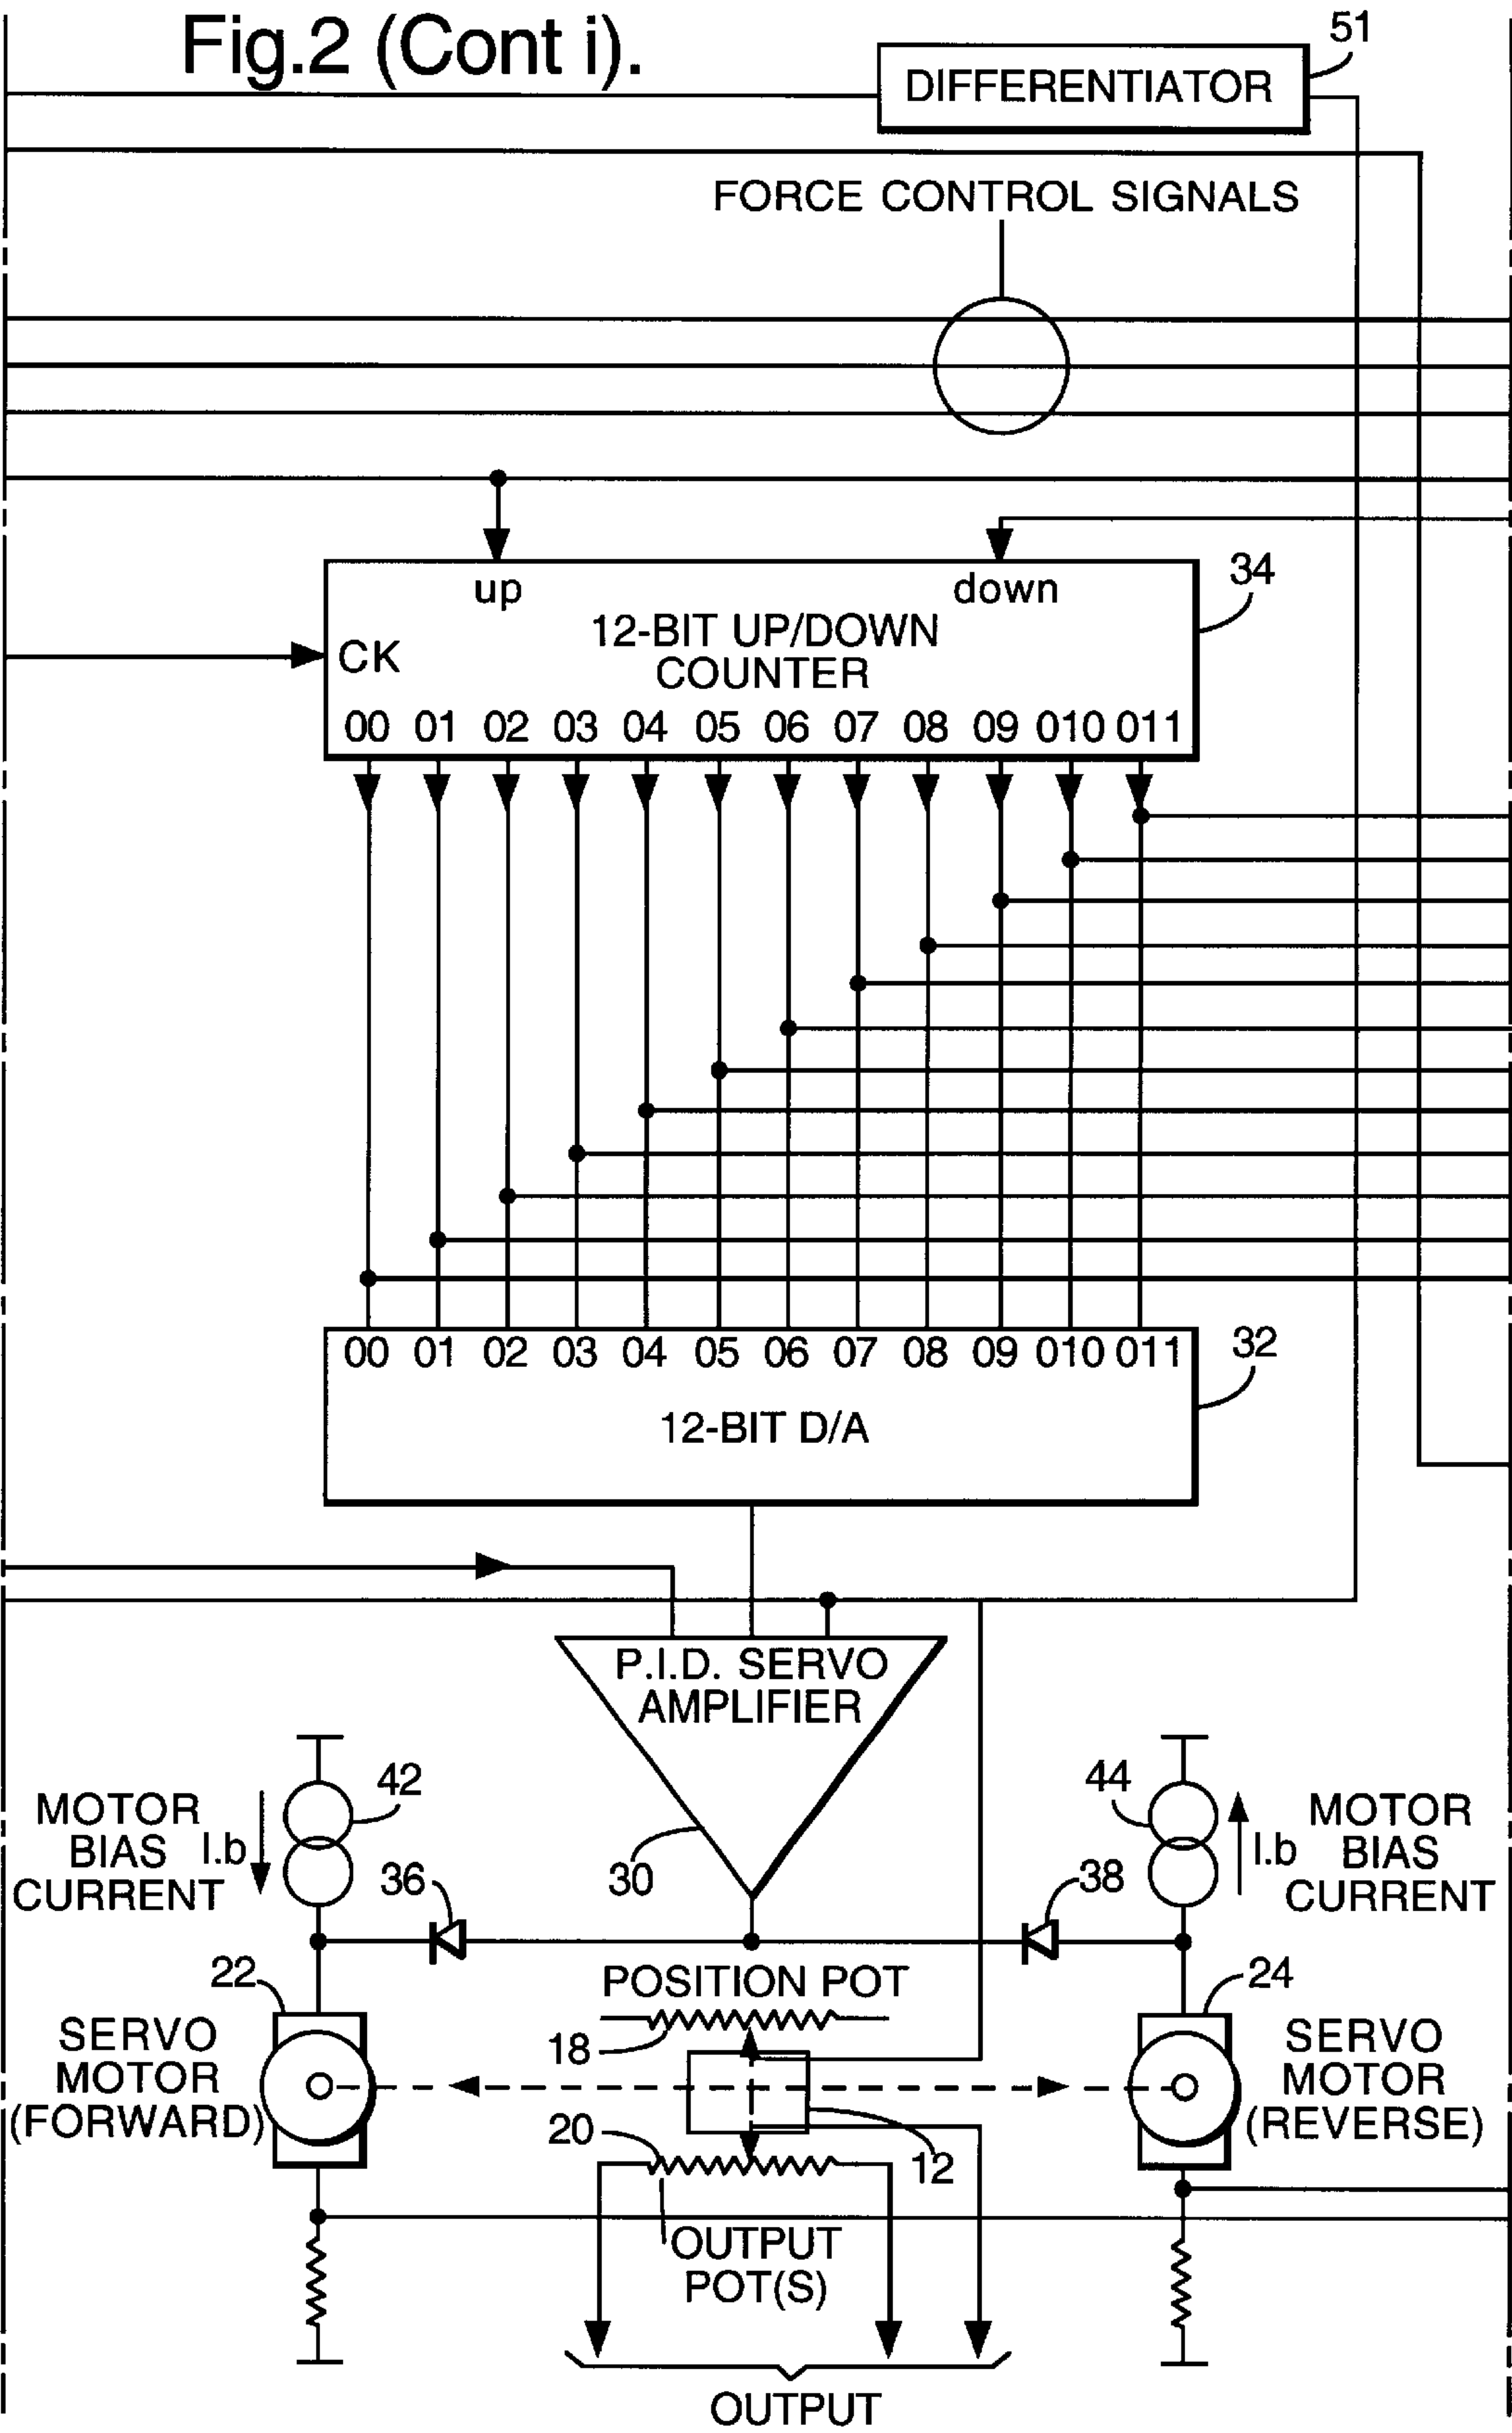 Fig.2 (Cont i).
51
DIFFERENTIATOR
FORCE CONTROL SIGNALS
up
down
34
12-BIT UP/DOWN
COUNTER
CK
00 01 02 03 04 05 06 07 08 09 010 011
00 01 02 03 04 05 06 07 08 09 010 011
32
12-BIT D/A
P.I.D. SERVO
AMPLIFIER
30
42
MOTOR
BIAS
CURRENT
I.b
36
44
MOTOR
BIAS
CURRENT
I.b
38
22
SERVO
MOTOR
(FORWARD)
POSITION POT
18
20
12
24
SERVO
MOTOR
(REVERSE)
OUTPUT
POT(S)
OUTPUT